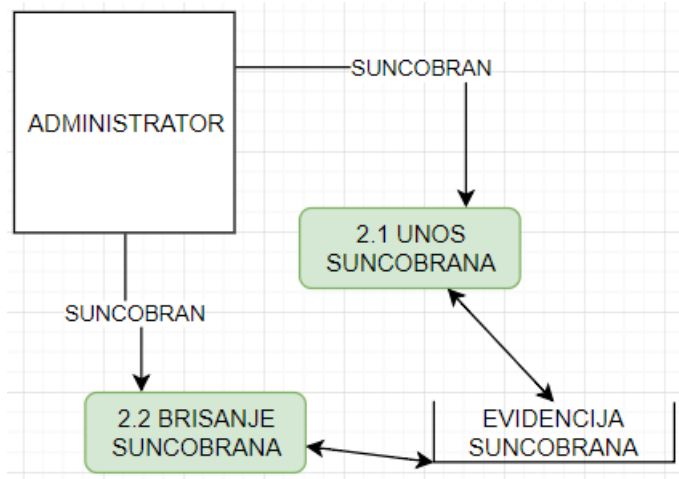 SUNCOBRAN
ADMINISTRATOR
2.1 UNOS
SUNCOBRANA
SUNCOBRAN
2.2 BRISANJE
SUNCOBRANA
EVIDENCIJA
SUNCOBRANA